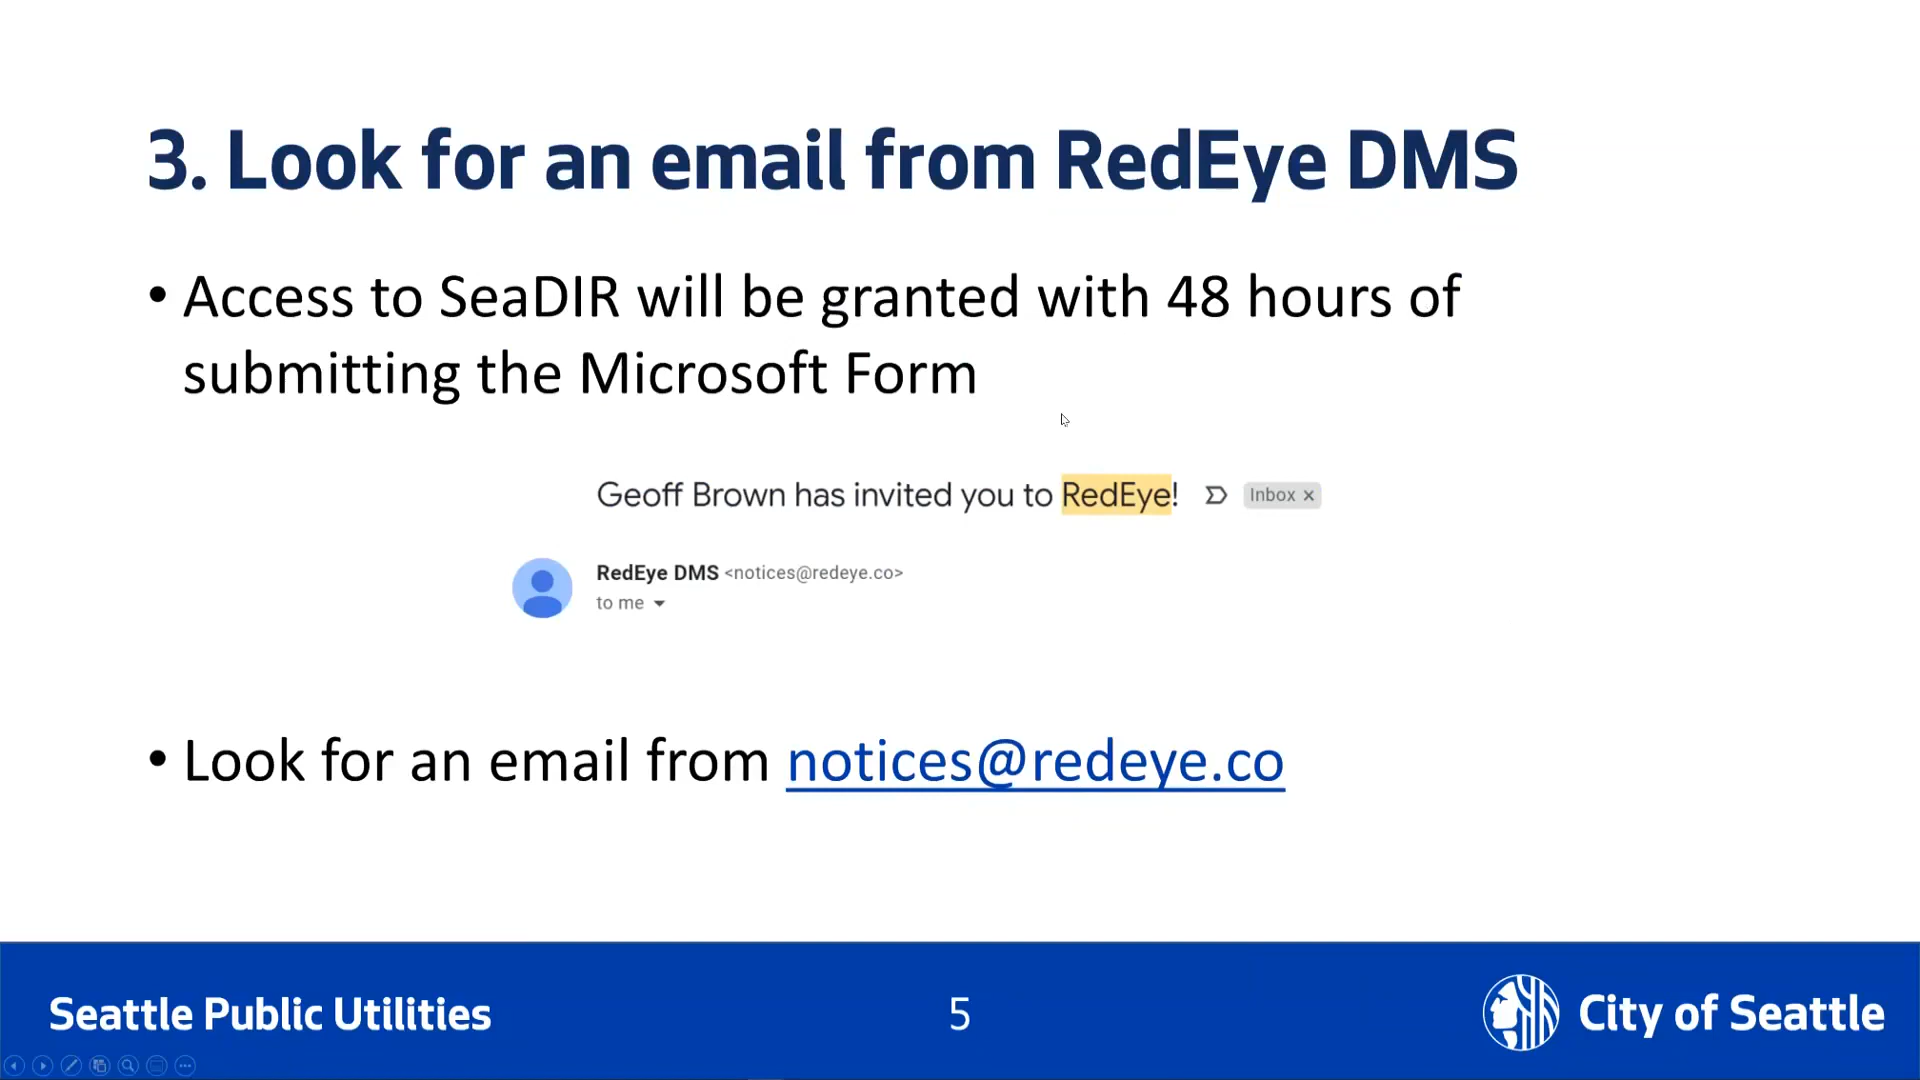 3. Look for an email from RedEye DMS
• Access to SeaDIR will be granted with 48 hours of
submitting the Microsoft Form
Geoff Brown has invited you to RedEye! Inbox ×
RedEye DMS <notices@redeye.co>
to me
• Look for an email from notices@redeye.co
Seattle Public Utilities 5 City of Seattle